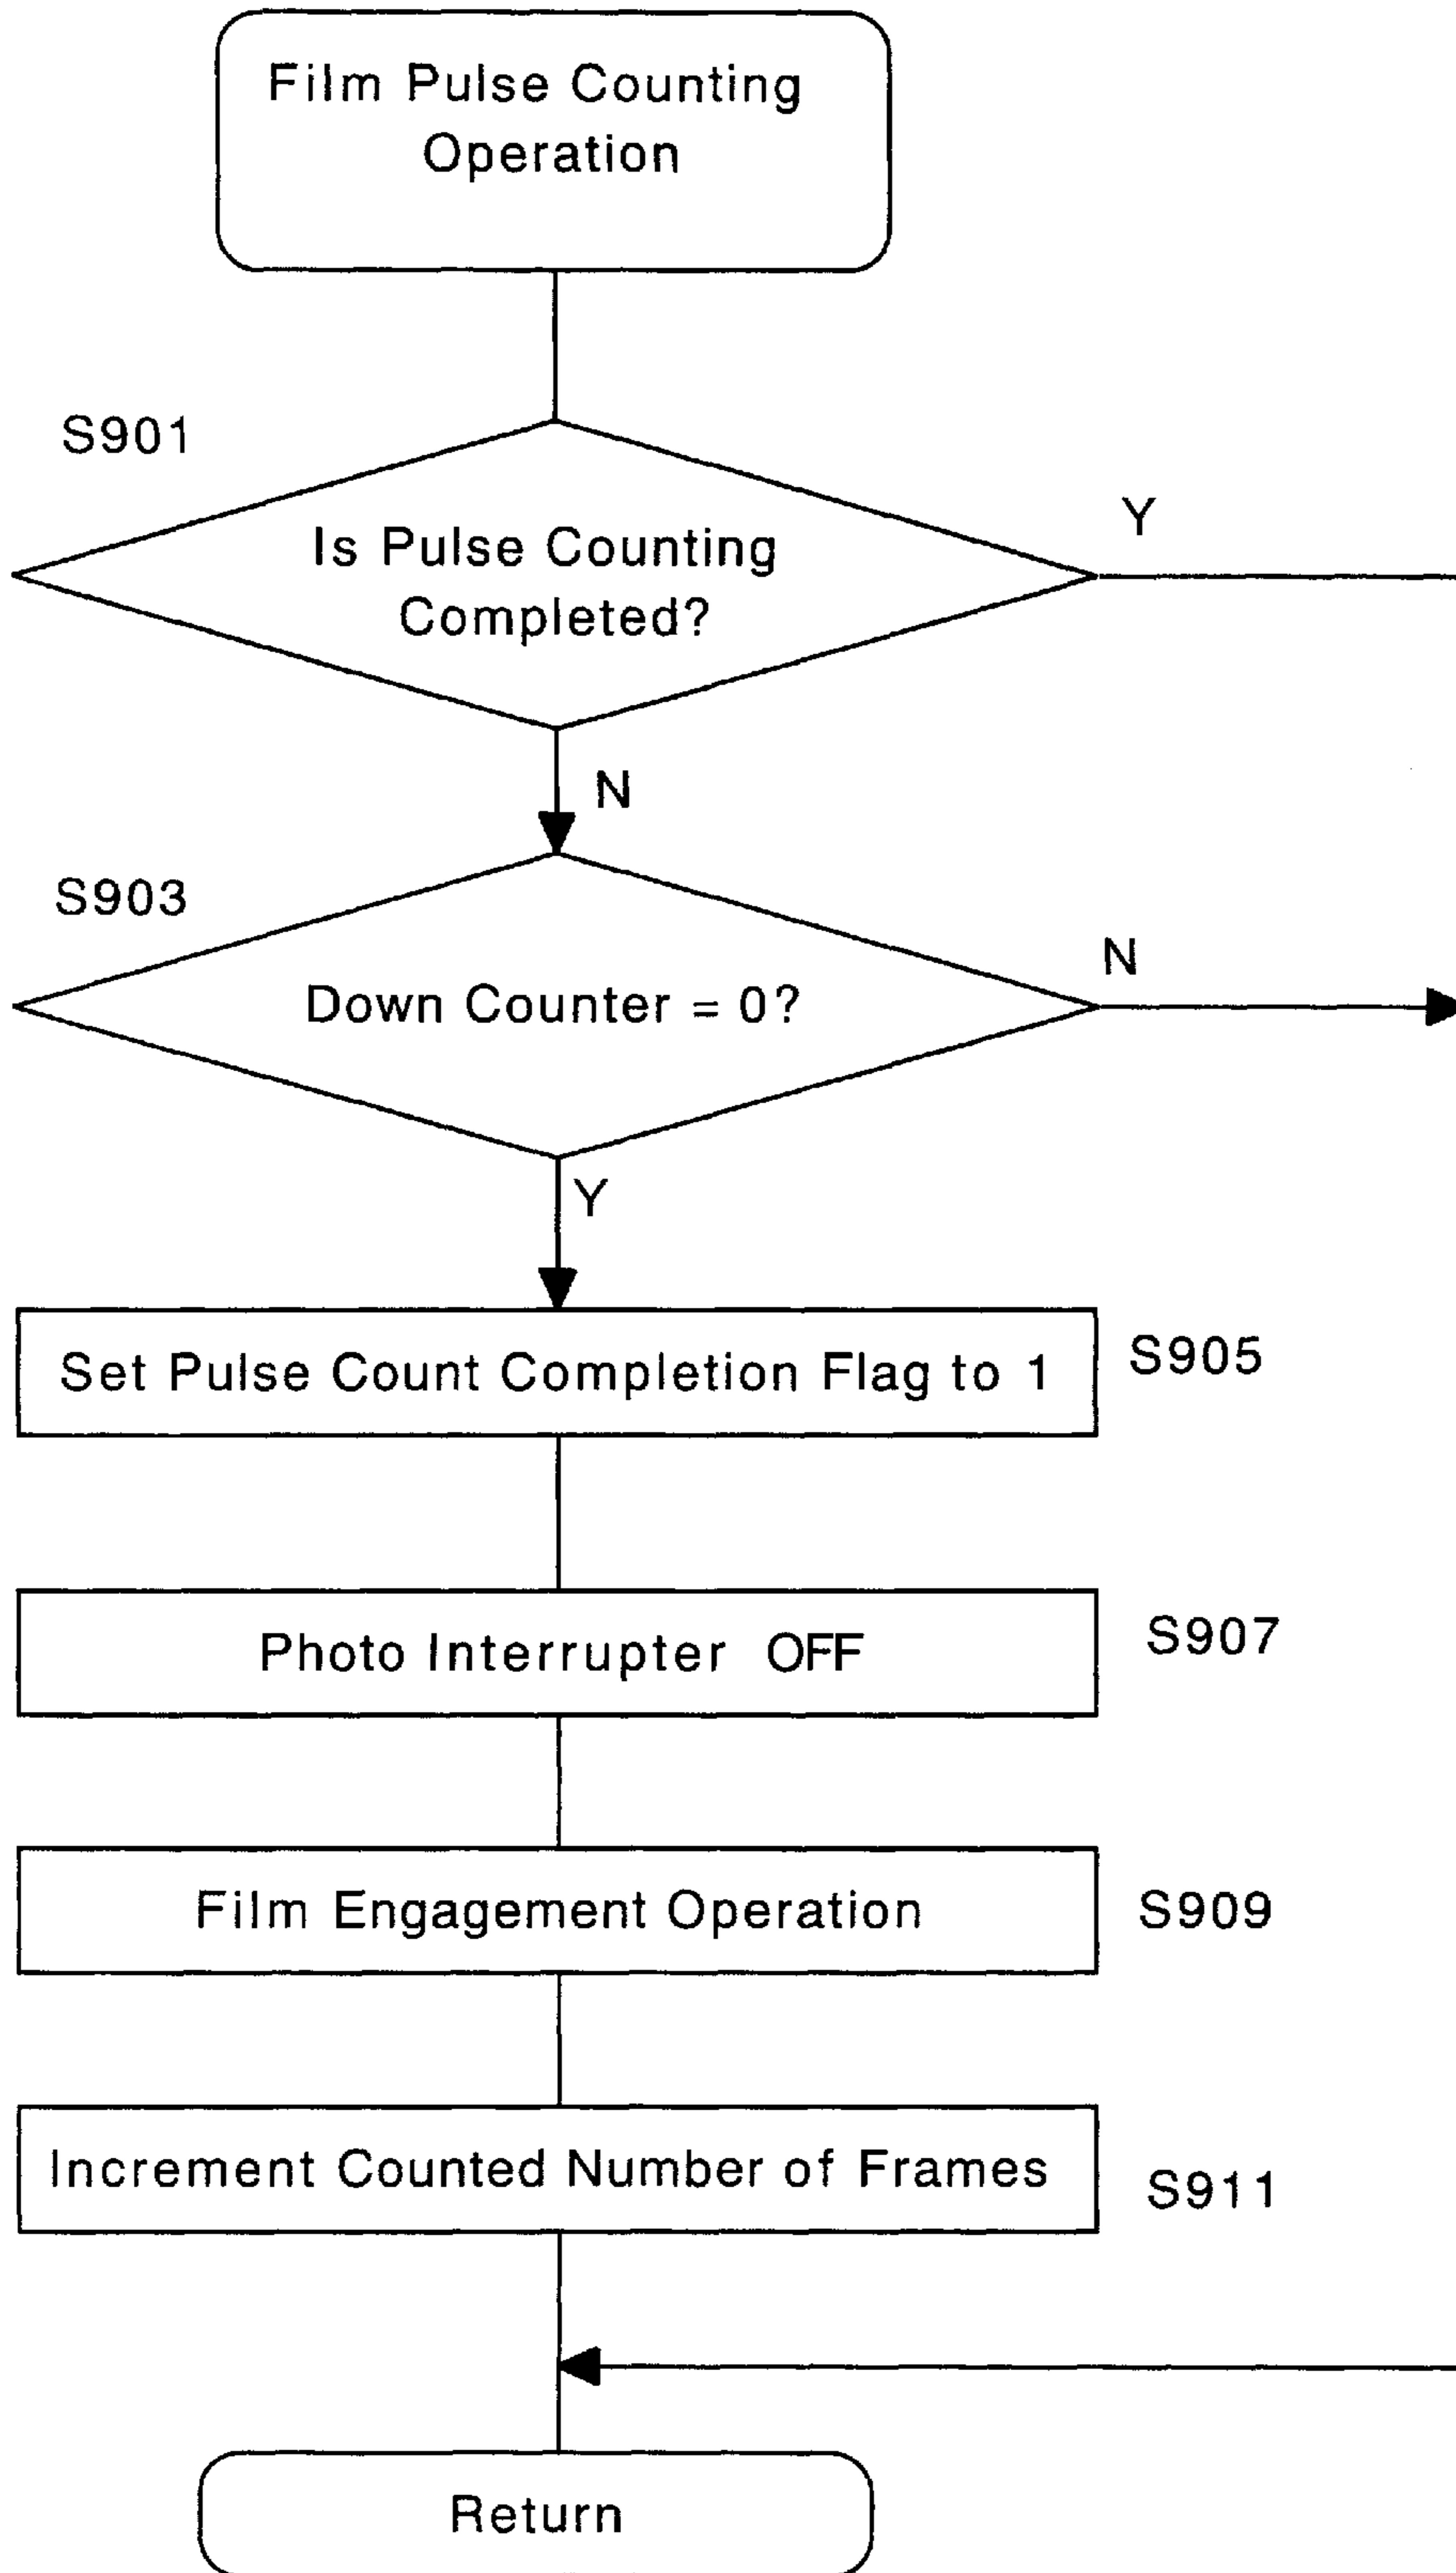 Film Pulse Counting
Operation
S901
Y
Is Pulse Counting
Completed?
N
S903
N
Down Counter = 0?
Y
Set Pulse Count Completion Flag to 1
S905
Photo Interrupter OFF
S907
Film Engagement Operation
S909
Increment Counted Number of Frames
S911
Return